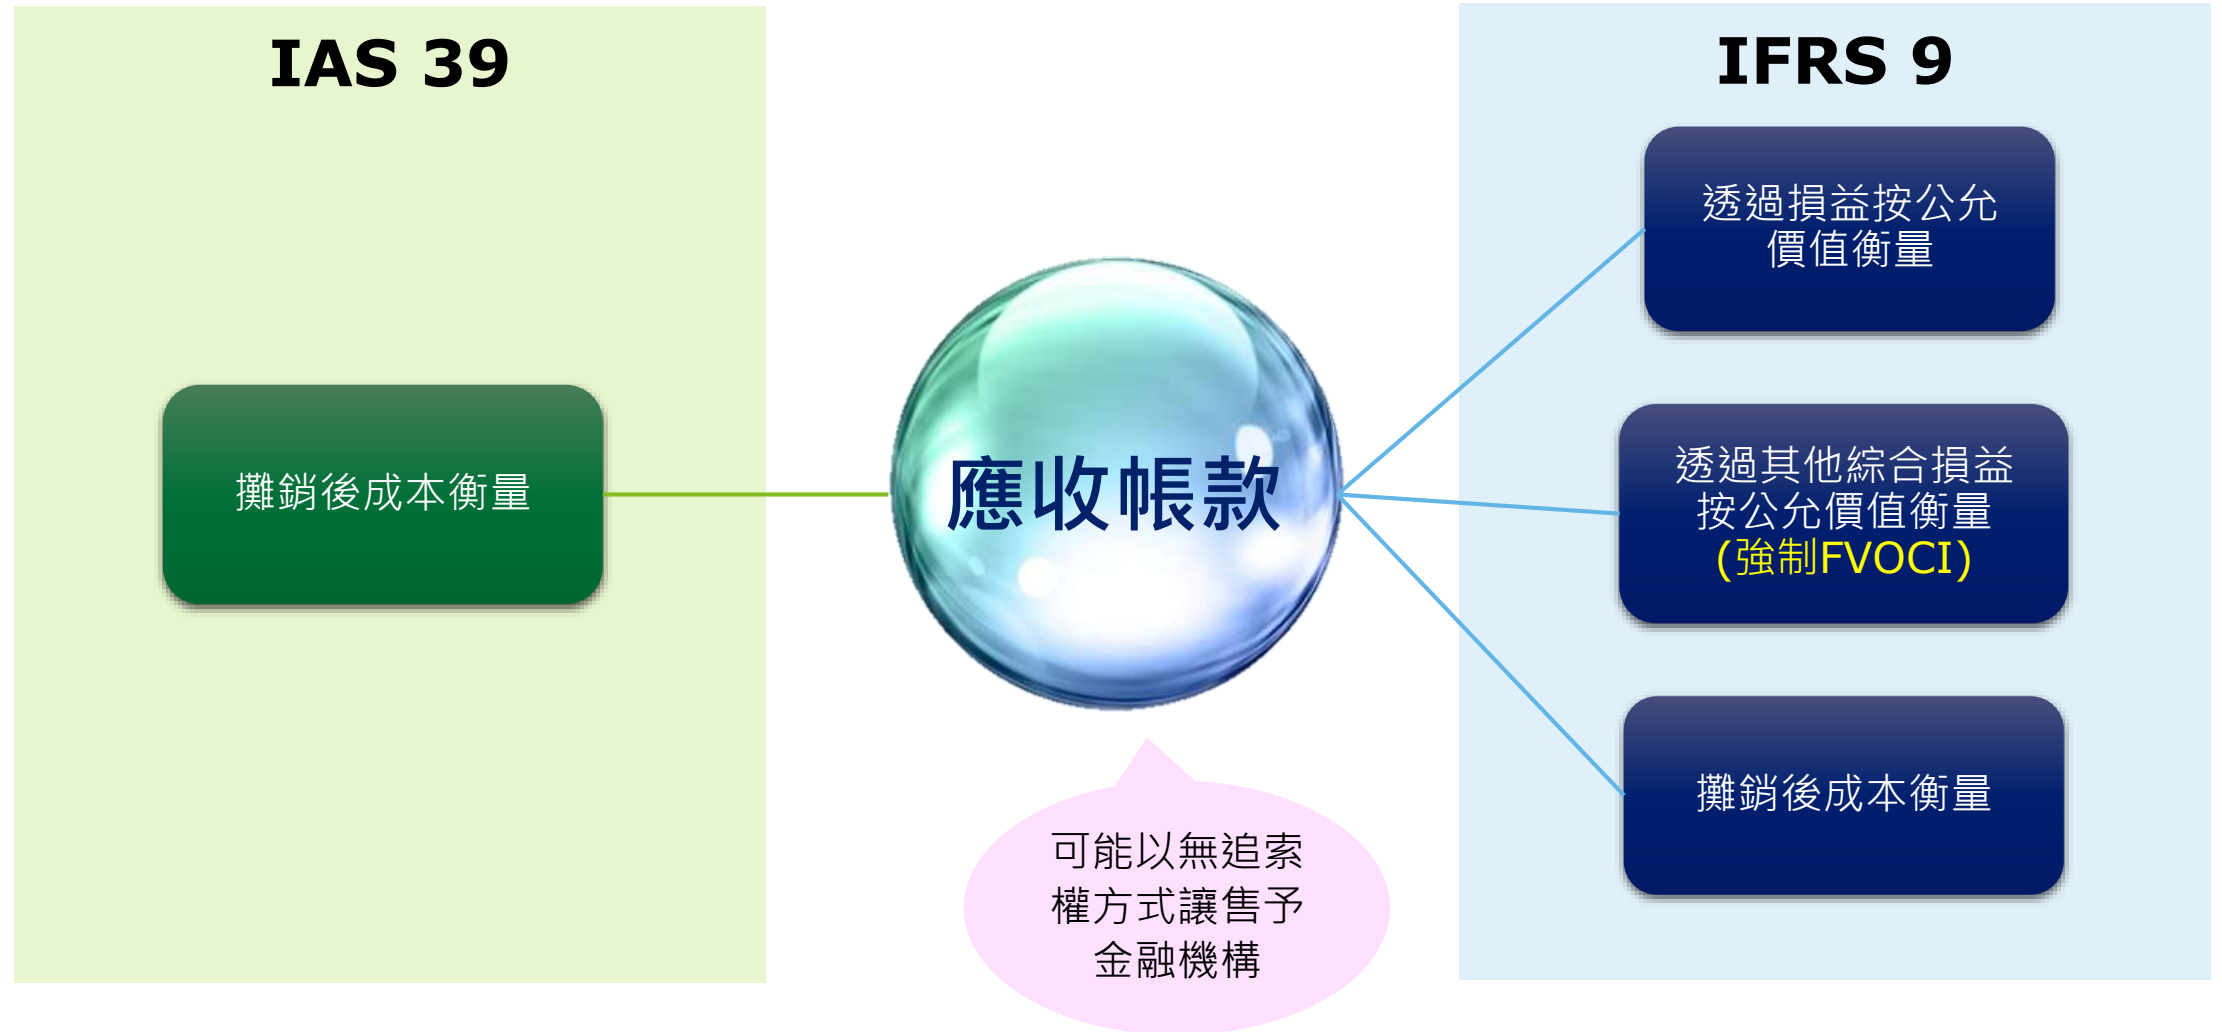 IAS 39
攤銷後成本衡量
應收帳款
可能以無追索
權方式讓售予
金融機構
IFRS 9
透過損益按公允
價值衡量
透過其他綜合損益
按公允價值衡量
(強制FVOCI)
攤銷後成本衡量